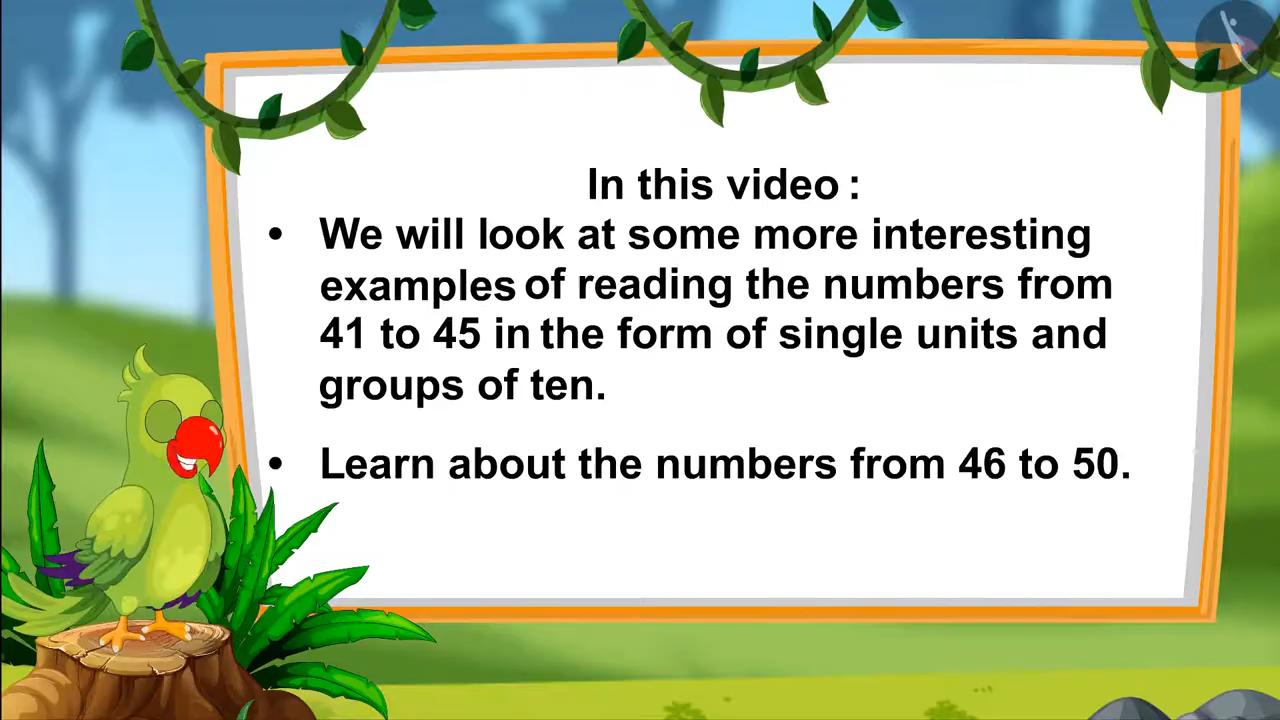 In this video :
• We will look at some more interesting
examples of reading the numbers from
41 to 45 in the form of single units and
groups of ten.
• Learn about the numbers from 46 to 50.